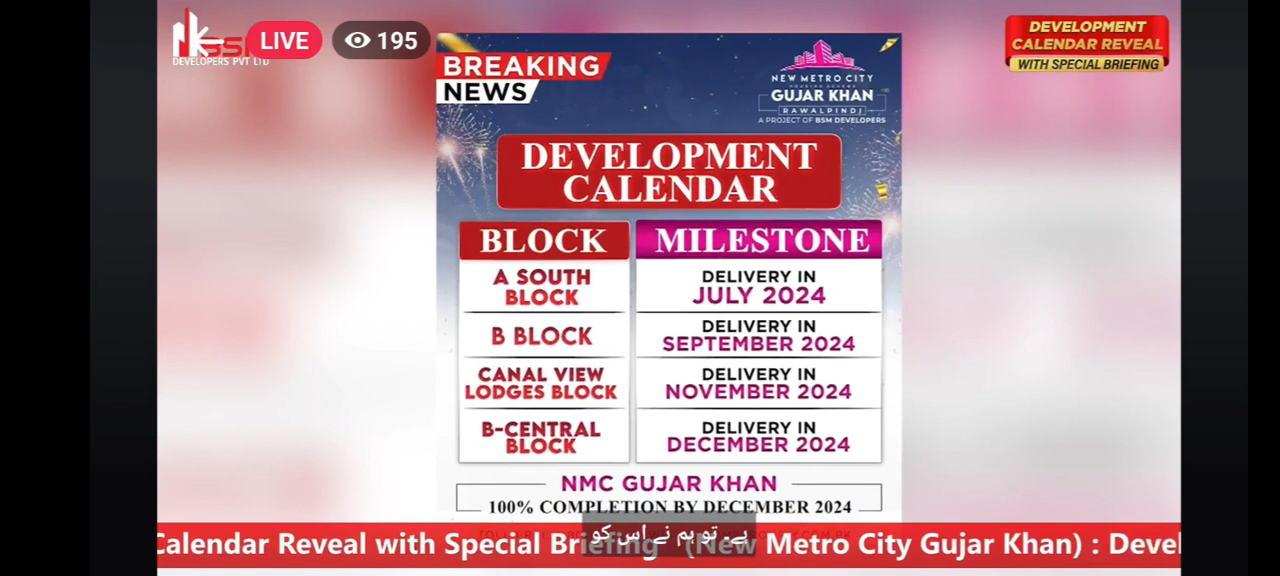 LIVE
195
DEVELOPERS PVT LTD
DEVELOPMENT
CALENDAR REVEAL
WITH SPECIAL BRIEFING
BREAKING
NEWS
NEW METRO CITY
GUJAR KHAN
RAWALPINDI
A PROJECT OF BSM DEVELOPERS
DEVELOPMENT
CALENDAR
BLOCK MILESTONE
A SOUTH
BLOCK
DELIVERY IN
JULY 2024
B BLOCK
DELIVERY IN
SEPTEMBER 2024
CANAL VIEW
LODGES BLOCK
DELIVERY IN
NOVEMBER 2024
B-CENTRAL
BLOCK
DELIVERY IN
DECEMBER 2024
NMC GUJAR KHAN
100% COMPLETION BY DECEMBER 2024
ہے۔ تو ہم نے اس کو
Calendar Reveal with Special Briefing (New Metro City Gujar Khan) : Devel